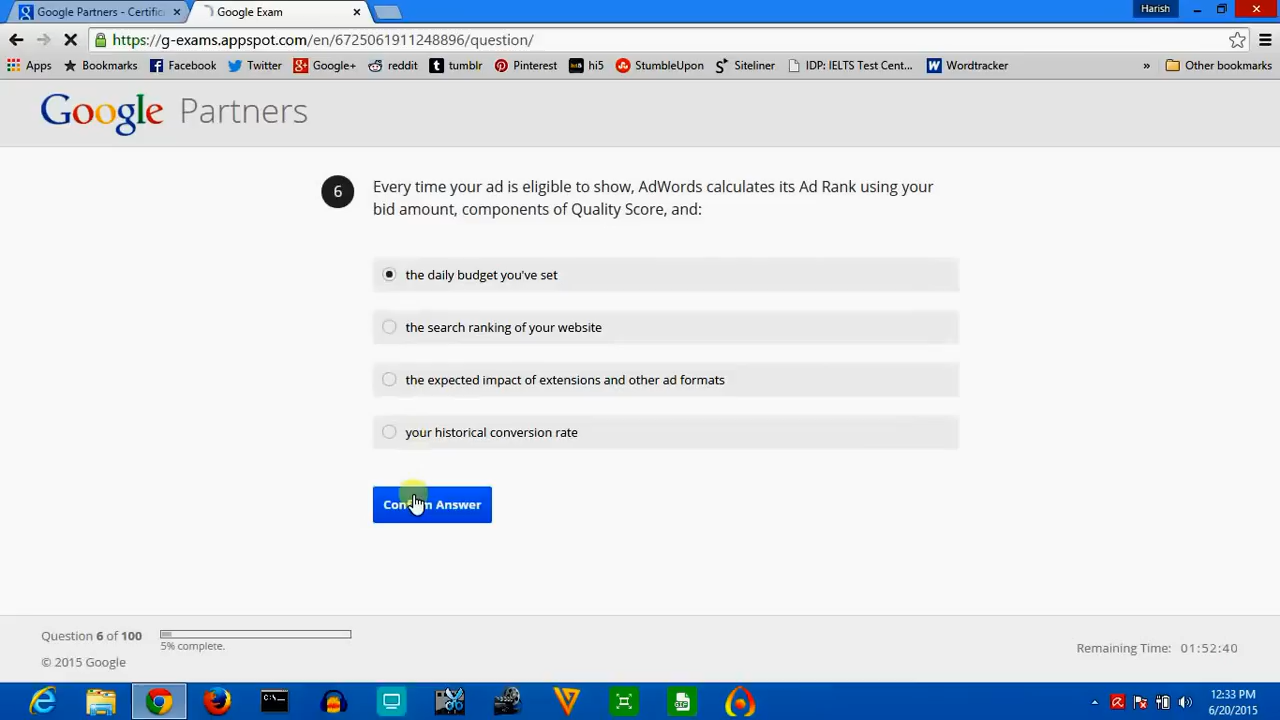 Google Partners - Certific
Google Exam
Harish
https://g-exams.appspot.com/en/6725061911248896/question/
Apps Bookmarks Facebook Twitter Google+ reddit tumblr Pinterest hi5 StumbleUpon Siteliner IDP: IELTS Test Cent... Wordtracker » Other bookmarks
Google Partners
6 Every time your ad is eligible to show, AdWords calculates its Ad Rank using your
bid amount, components of Quality Score, and:
the daily budget you've set
the search ranking of your website
the expected impact of extensions and other ad formats
your historical conversion rate
Confirm Answer
Question 6 of 100
5% complete.
Remaining Time: 01:52:40
© 2015 Google
12:33 PM
6/20/2015